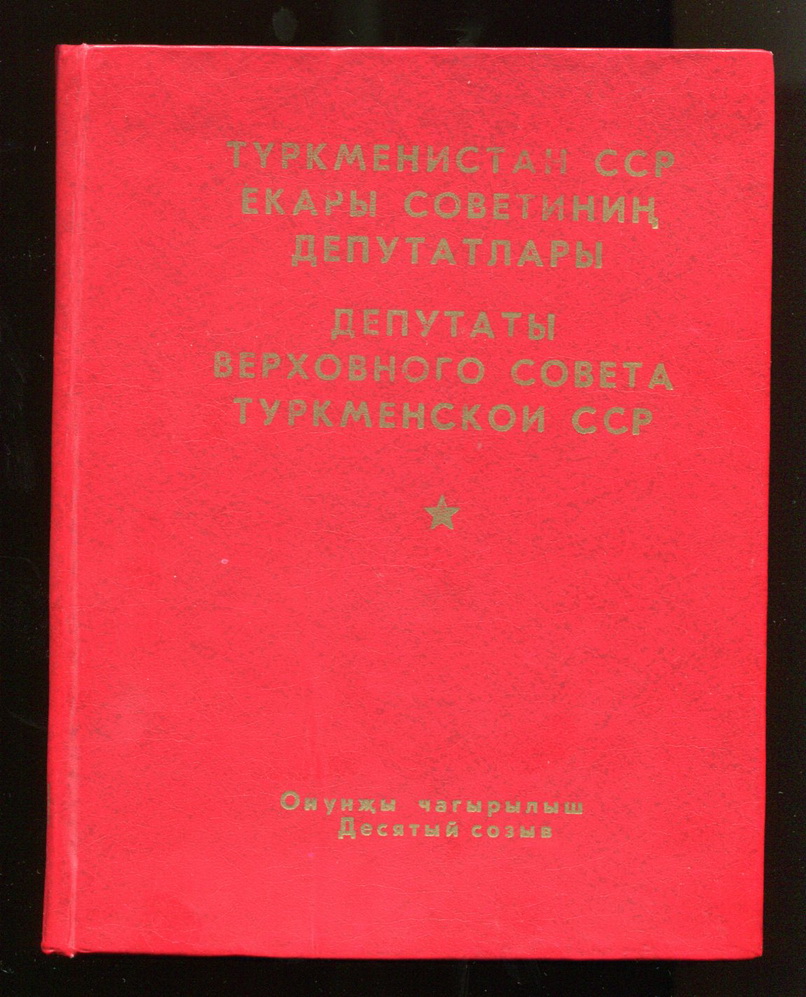 ТҮРКМЕНИСТАН ССР
ЕКАРЫ СОВЕТИНИҢ
ДЕПУТАТЛАРЫ
ДЕПУТАТЫ
ВЕРХОВНОГО СОВЕТА
ТУРКМЕНСКОЙ ССР
Онунҗы чагырылыш
Десятый созыв